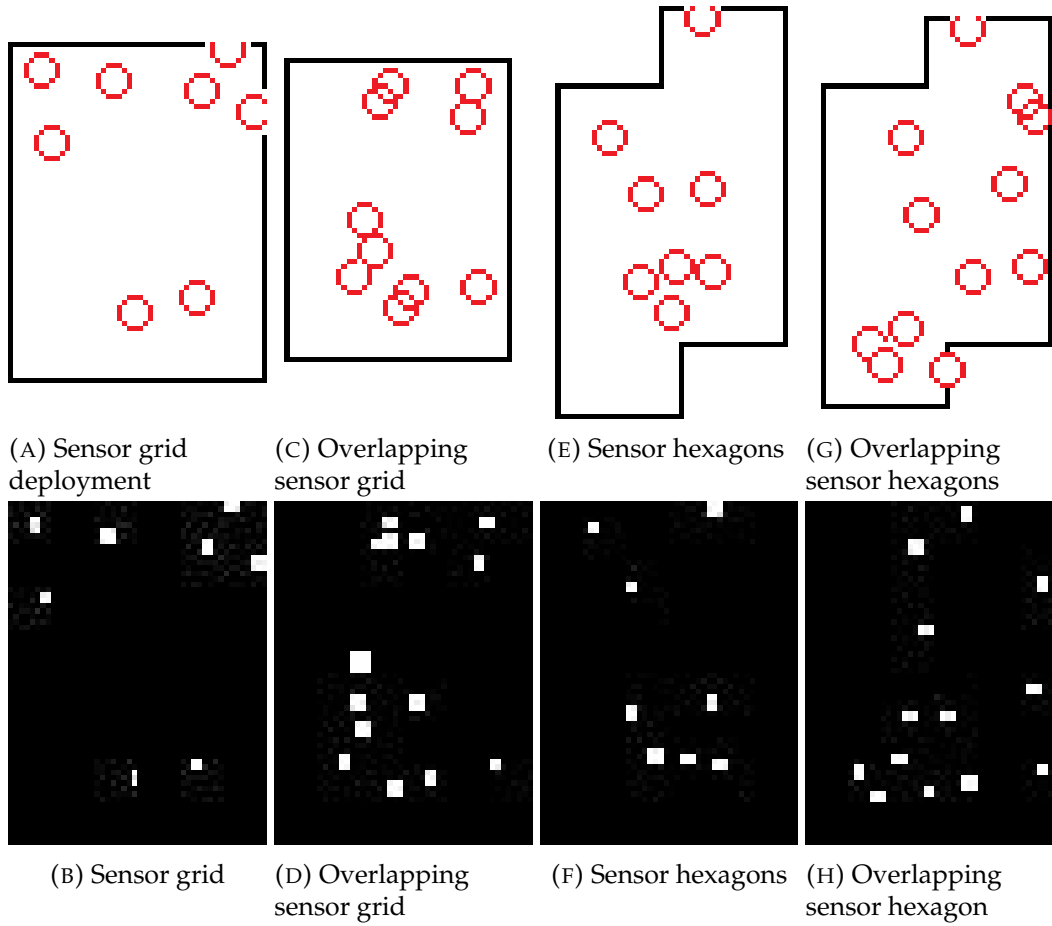 (A) Sensor grid
deployment
(C) Overlapping
sensor grid
(E) Sensor hexagons
(G) Overlapping
sensor hexagons
(B) Sensor grid
(D) Overlapping
sensor grid
(F) Sensor hexagons
(H) Overlapping
sensor hexagon